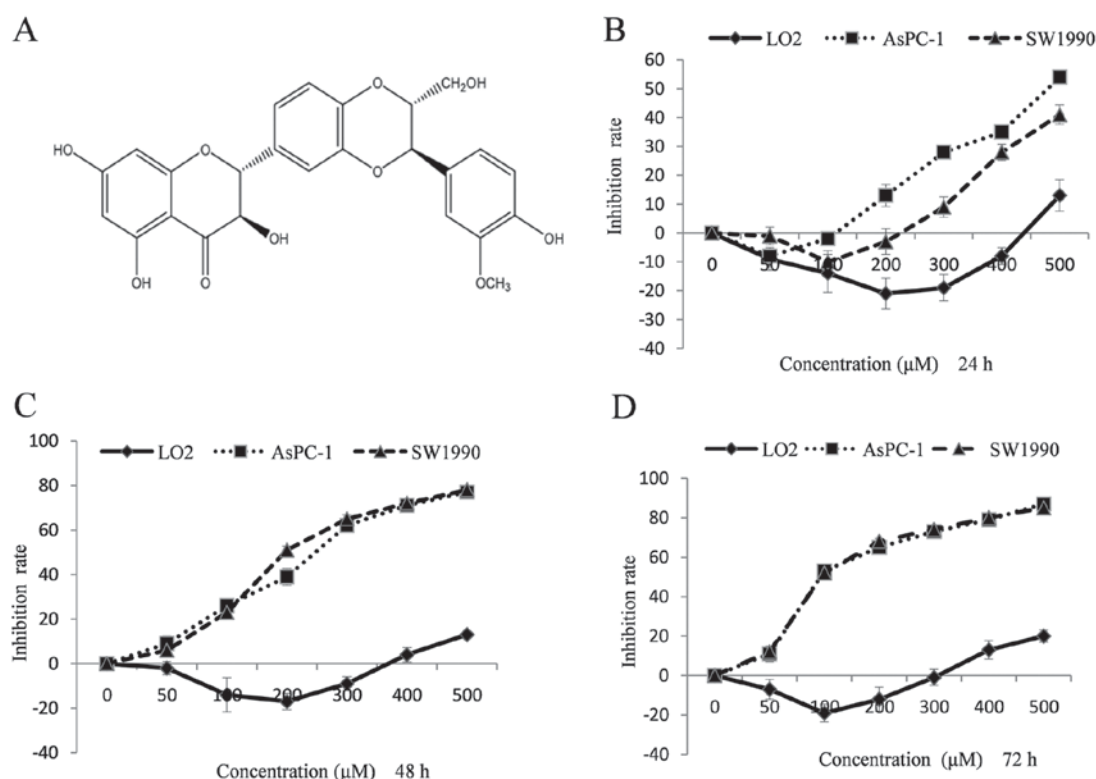 A
HO
O
OH
O
OH
O
O
CH2OH
OCH3
OH
B
LO2 AsPC-1 SW1990
Inhibition rate
60
50
40
30
20
10
0
-10
-20
-30
-40
0 50 100 200 300 400 500
Concentration (µM) 24 h
C
LO2 AsPC-1 SW1990
Inhibition rate
100
80
60
40
20
0
-20
-40
0 50 100 200 300 400 500
Concentration (µM) 48 h
D
LO2 AsPC-1 SW1990
Inhibition rate
100
80
60
40
20
0
-20
-40
0 50 100 200 300 400 500
Concentration (µM) 72 h